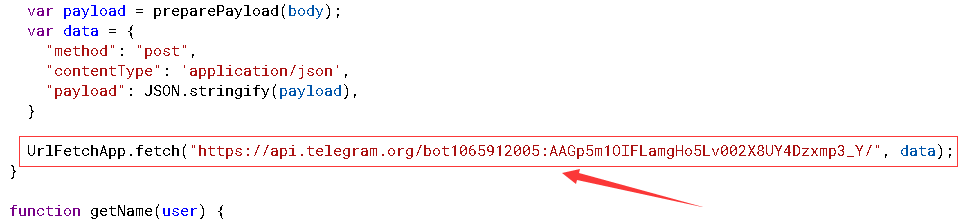 var payload = preparePayload(body);
var data = {
"method": "post",
"contentType": 'application/json',
"payload": JSON.stringify(payload),
}
UrlFetchApp.fetch("https://api.telegram.org/bot1065912005:AAGp5m1OIFLamgHo5Lv002X8UY4Dzxmp3_Y/", data);
}
function getName(user) {